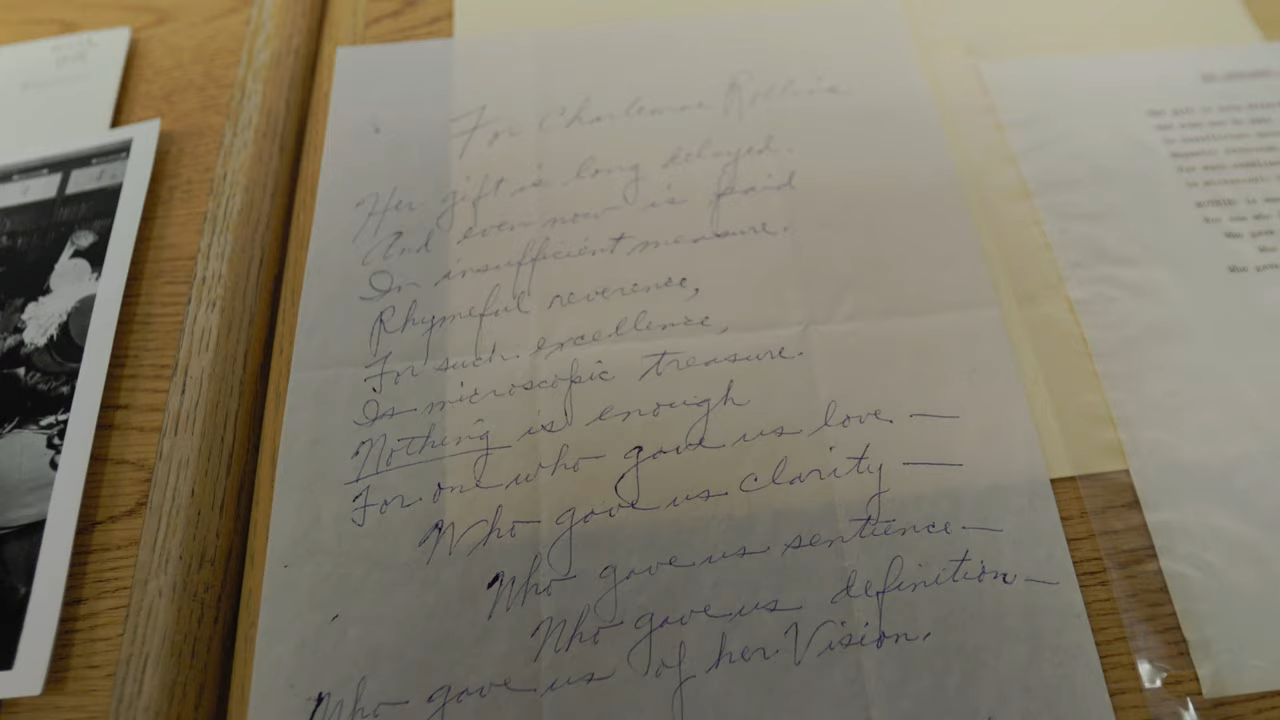 For Charlemae Rollins
Her gift is long delayed.
And even now is paid
In insufficient measure.
Rhymeful reverence,
For such excellence,
Is microscopic treasure.
Nothing is enough
For one who gave us love —
Who gave us clarity —
Who gave us sentience —
Who gave us definition —
Who gave us of her Vision.